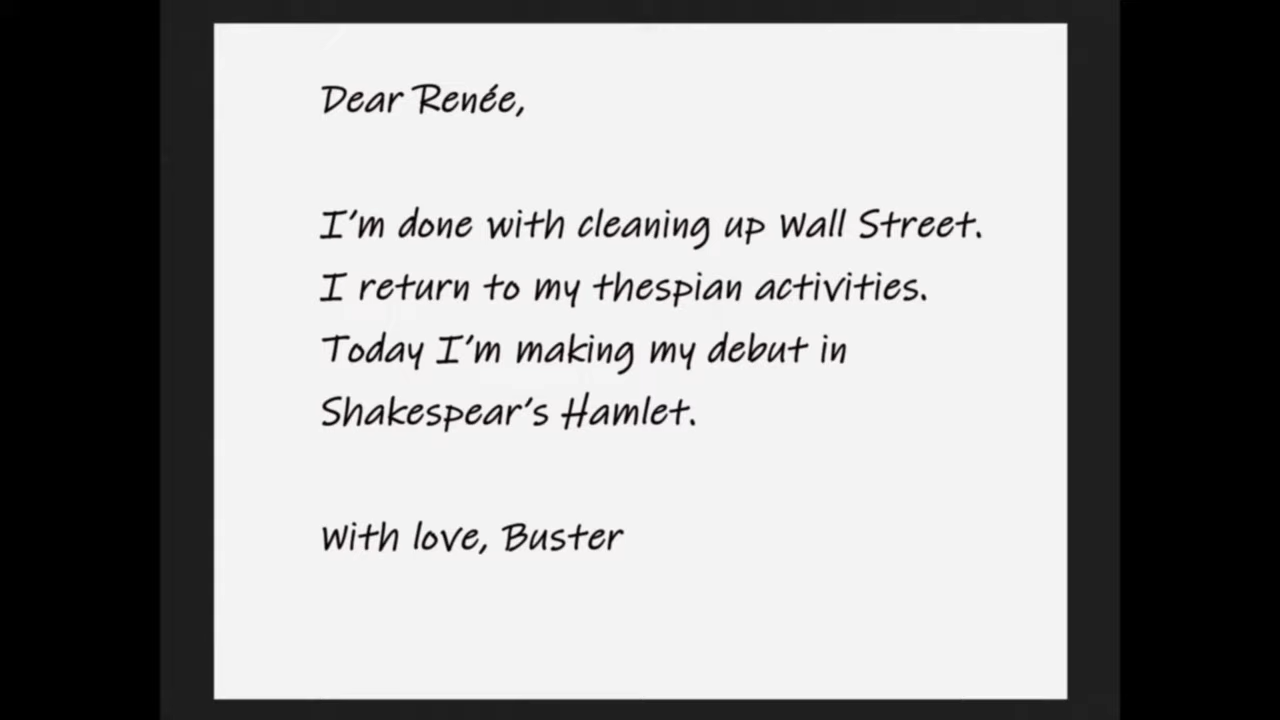 Dear Renée,
I'm done with cleaning up Wall Street.
I return to my thespian activities.
Today I'm making my debut in
Shakespear's Hamlet.
With love, Buster